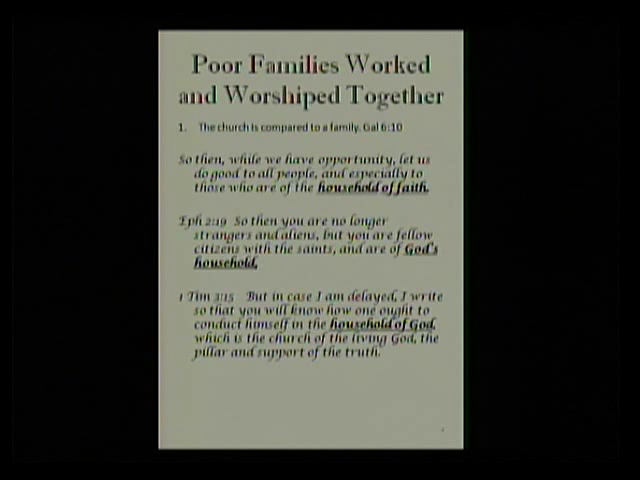 Poor Families Worked
and Worshiped Together
1. The church is compared to a family. Gal 6:10
So then, while we have opportunity, let us
do good to all people, and especially to
those who are of the household of faith.
Eph 2:19 So then you are no longer
strangers and aliens, but you are fellow
citizens with the saints, and are of God's
household,
1 Tim 3:15 But in case I am delayed, I write
so that you will know how one ought to
conduct himself in the household of God,
which is the church of the living God, the
pillar and support of the truth.